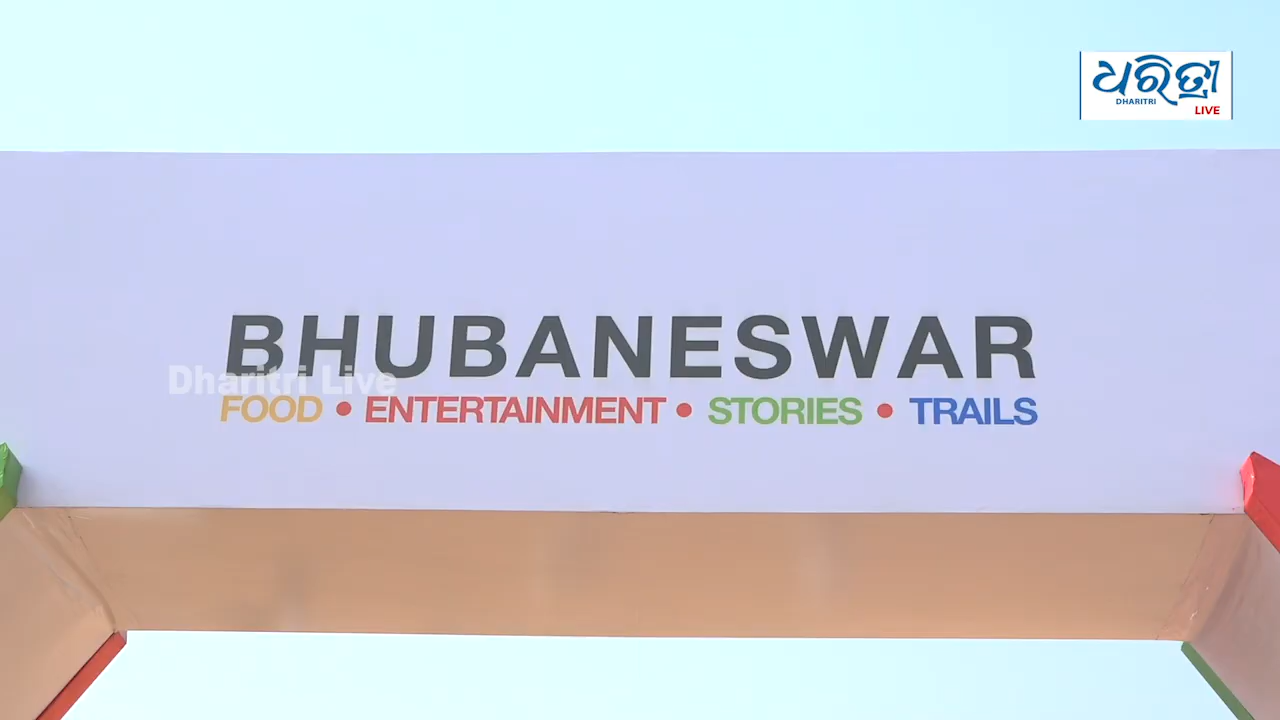 ଧରିତ୍ରୀ
DHARITRI
LIVE
BHUBANESWAR
Dharitri Live
FOOD • ENTERTAINMENT • STORIES • TRAILS